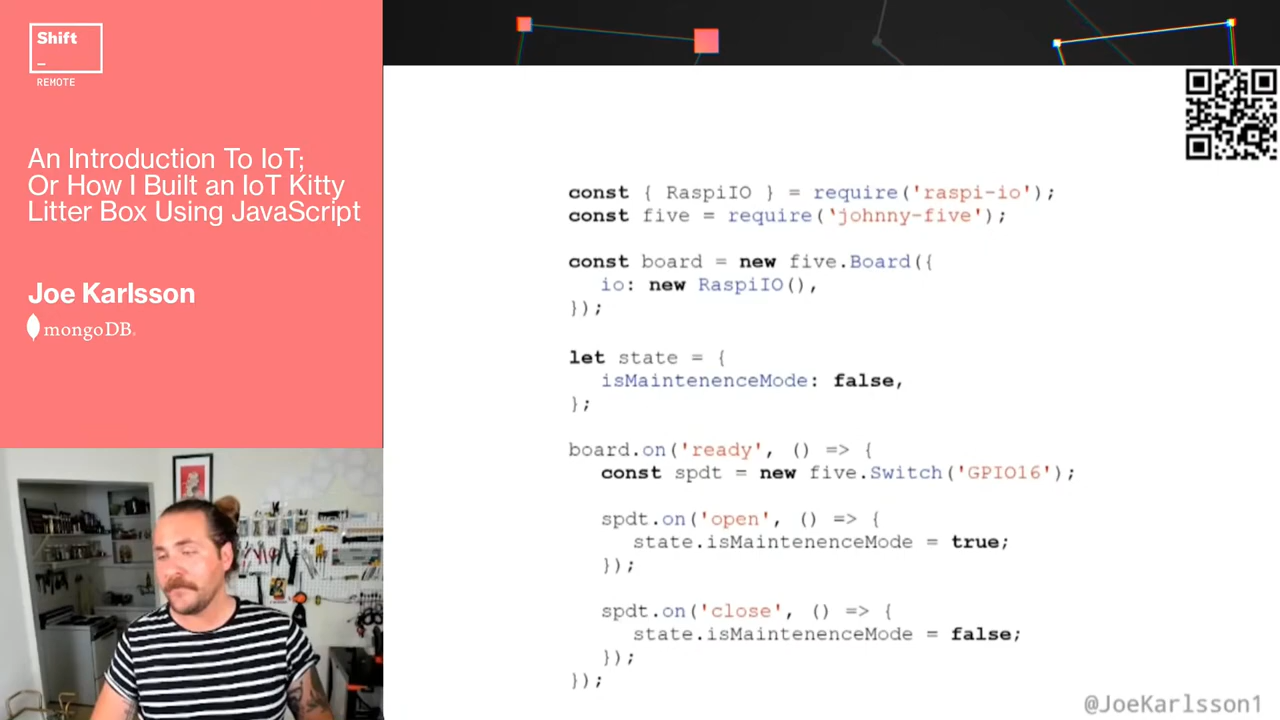 Shift
_
REMOTE
An Introduction To IoT;
Or How I Built an IoT Kitty
Litter Box Using JavaScript
Joe Karlsson
mongoDB.
const { RaspiIO } = require('raspi-io');
const five = require('johnny-five');
const board = new five.Board({
io: new RaspiIO(),
});
let state = {
isMaintenenceMode: false,
};
board.on('ready', () => {
const spdt = new five.Switch('GPIO16');
spdt.on('open', () => {
state.isMaintenenceMode = true;
});
spdt.on('close', () => {
state.isMaintenenceMode = false;
});
});
@JoeKarlsson1